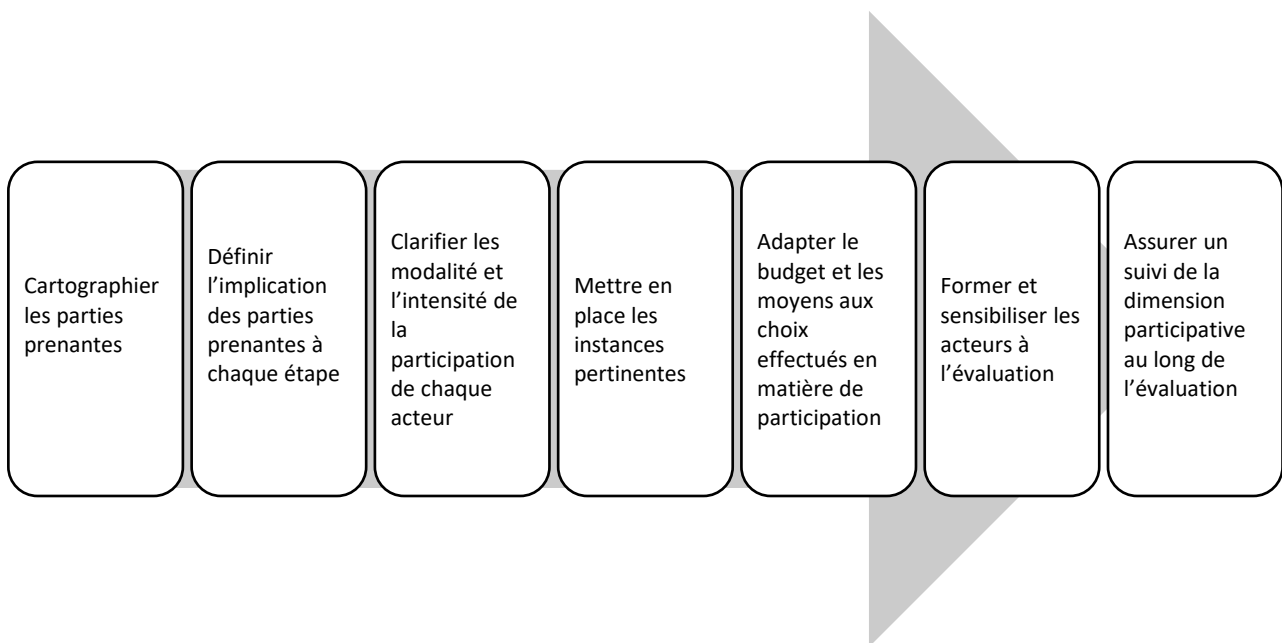 Cartographier
les parties
prenantes
Définir
l’implication
des parties
prenantes à
chaque étape
Clarifier les
modalité et
l’intensité de
la
participation
de chaque
acteur
Mettre en
place les
instances
pertinentes
Adapter le
budget et les
moyens aux
choix
effectués en
matière de
participation
Former et
sensibiliser les
acteurs à
l’évaluation
Assurer un
suivi de la
dimension
participative
au long de
l’évaluation